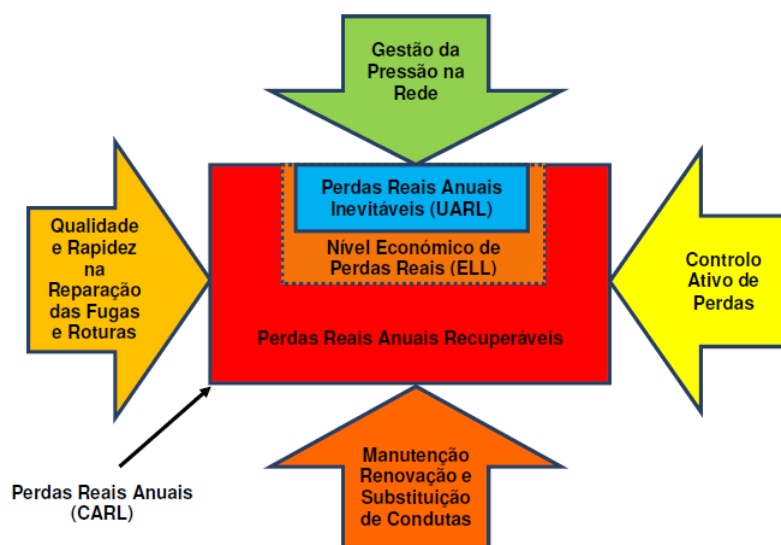 Gestão da
Pressão na
Rede
Perdas Reais Anuais
Inevitáveis (UARL)
Nível Económico de
Perdas Reais (ELL)
Qualidade
e Rapidez
na
Reparação
das Fugas
e Roturas
Controlo
Ativo de
Perdas
Perdas Reais Anuais Recuperáveis
Manutenção
Renovação e
Substituição
de Condutas
Perdas Reais Anuais
(CARL)